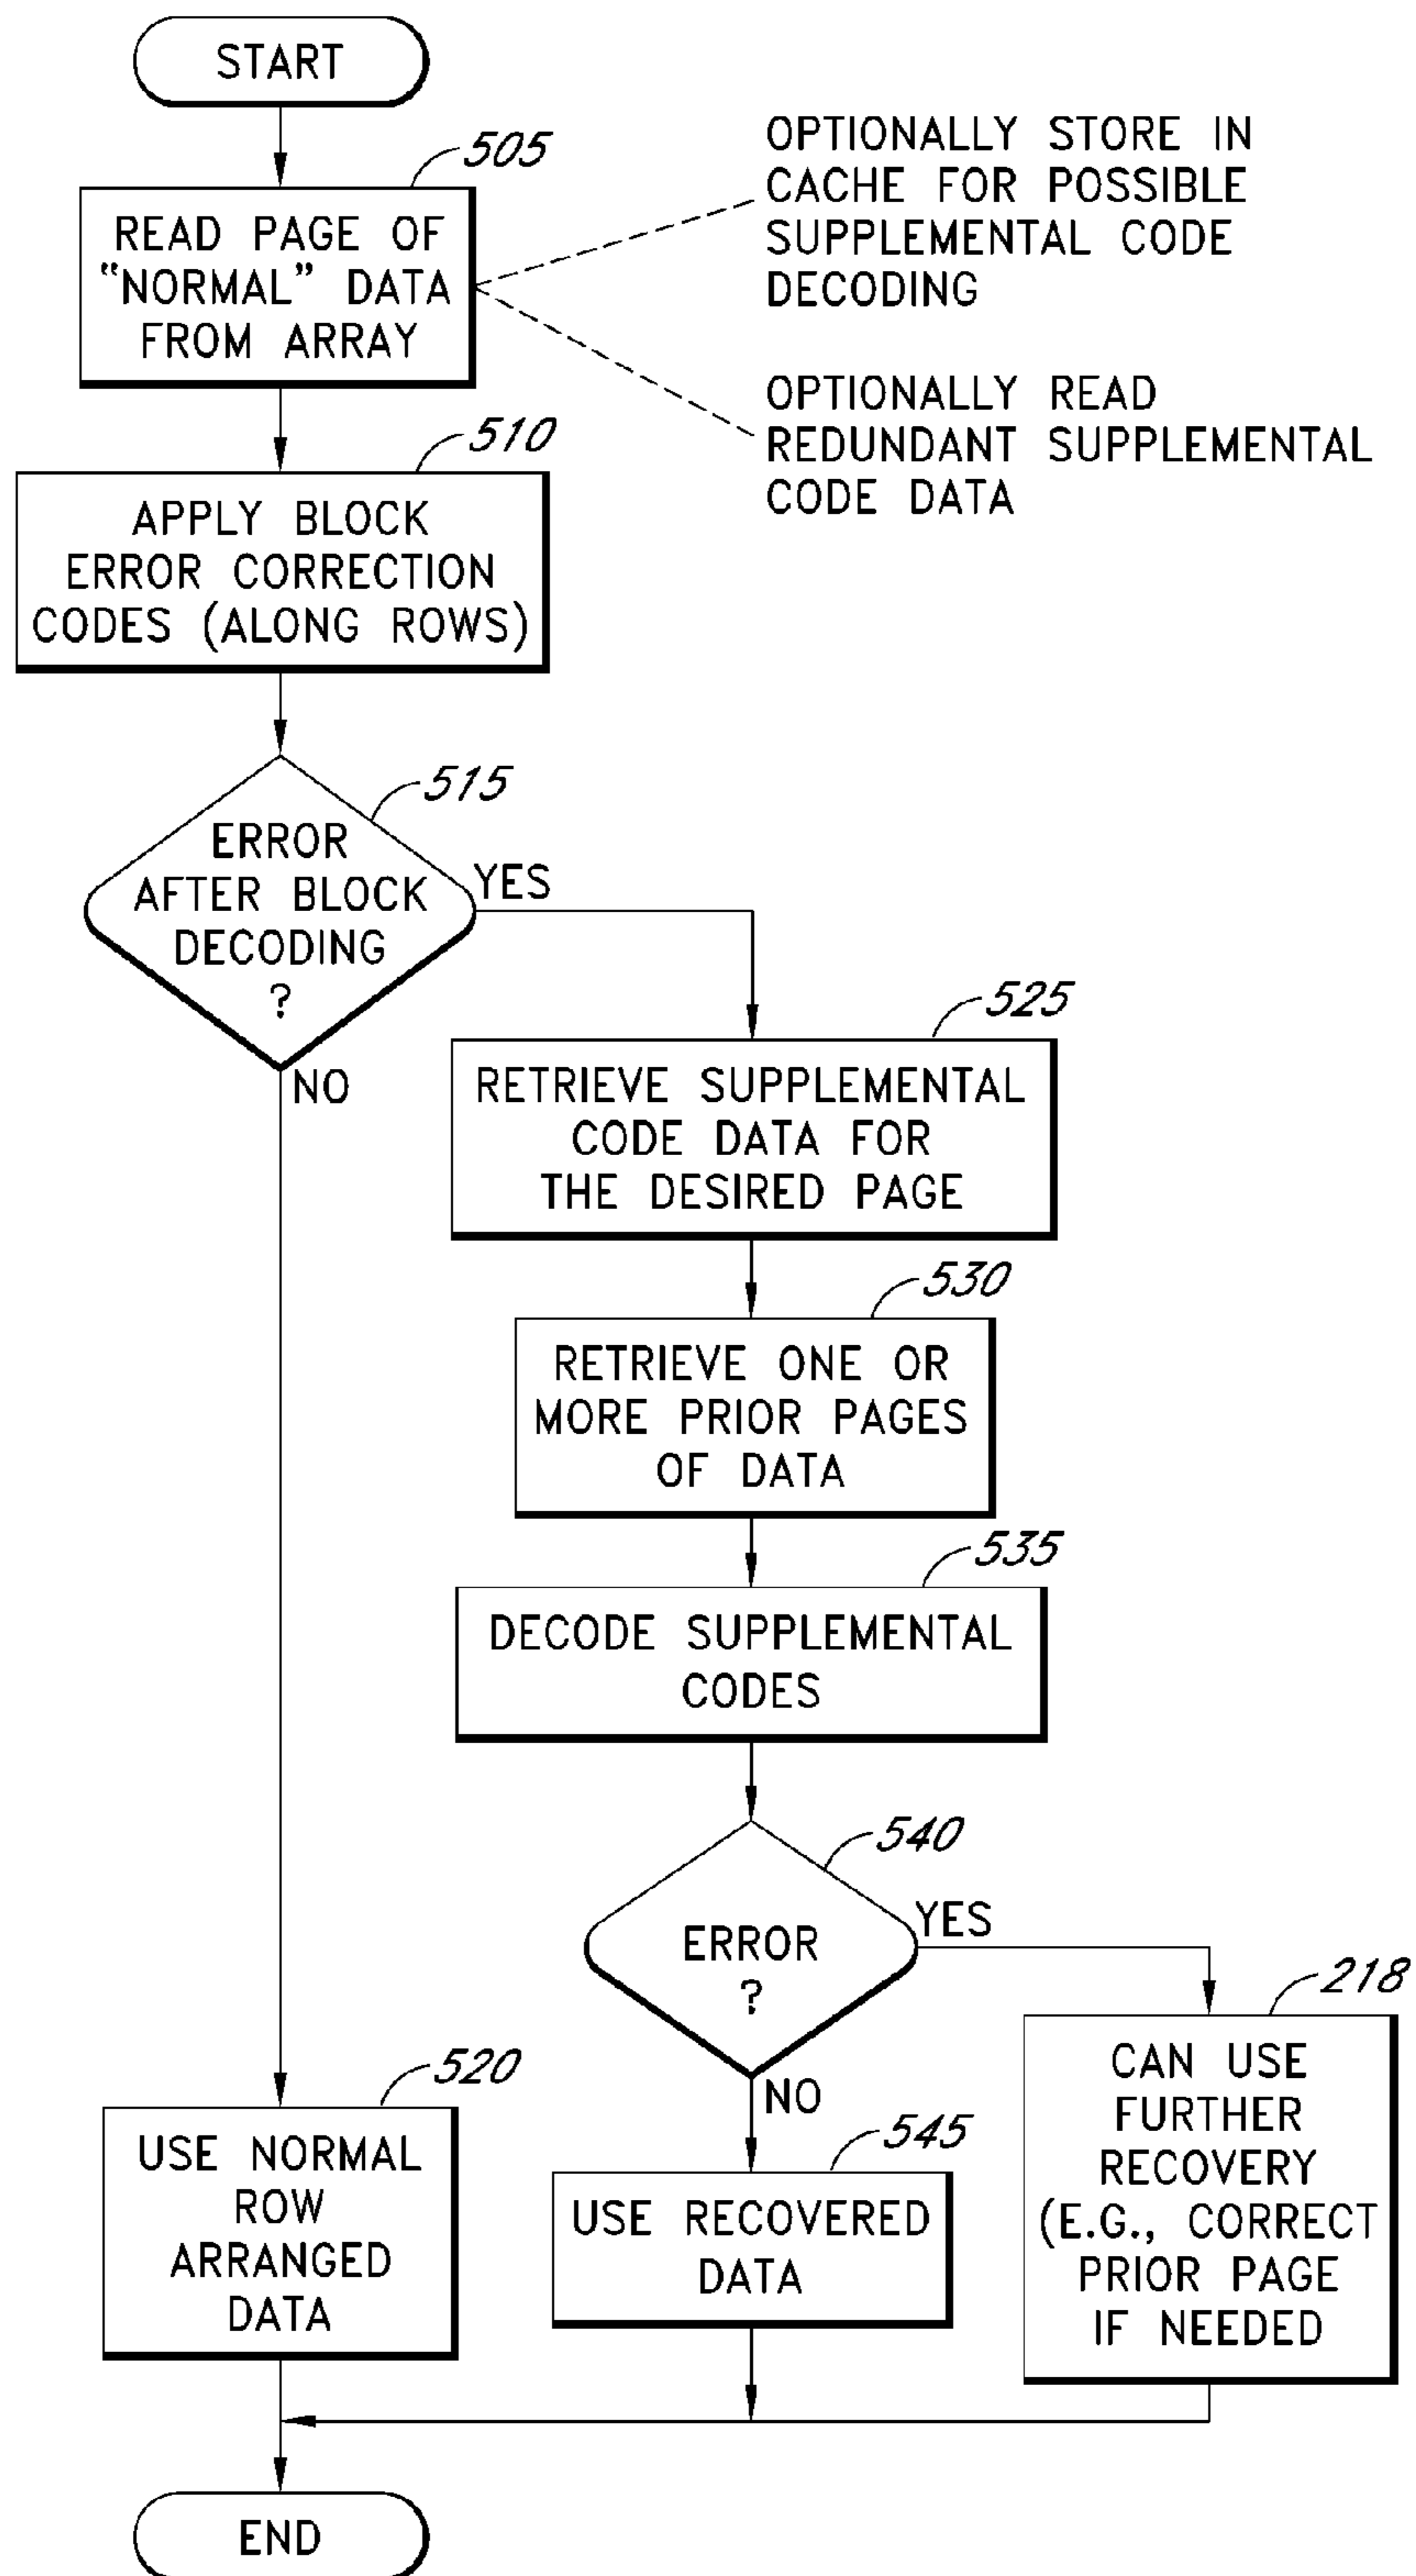 START
505
READ PAGE OF
“NORMAL” DATA
FROM ARRAY
OPTIONALLY STORE IN
CACHE FOR POSSIBLE
SUPPLEMENTAL CODE
DECODING
OPTIONALLY READ
REDUNDANT SUPPLEMENTAL
CODE DATA
510
APPLY BLOCK
ERROR CORRECTION
CODES (ALONG ROWS)
515
ERROR
AFTER BLOCK
DECODING
?
YES
NO
525
RETRIEVE SUPPLEMENTAL
CODE DATA FOR
THE DESIRED PAGE
530
RETRIEVE ONE OR
MORE PRIOR PAGES
OF DATA
535
DECODE SUPPLEMENTAL
CODES
540
ERROR
?
YES
NO
218
CAN USE
FURTHER
RECOVERY
(E.G., CORRECT
PRIOR PAGE
IF NEEDED
520
USE NORMAL
ROW
ARRANGED
DATA
545
USE RECOVERED
DATA
END